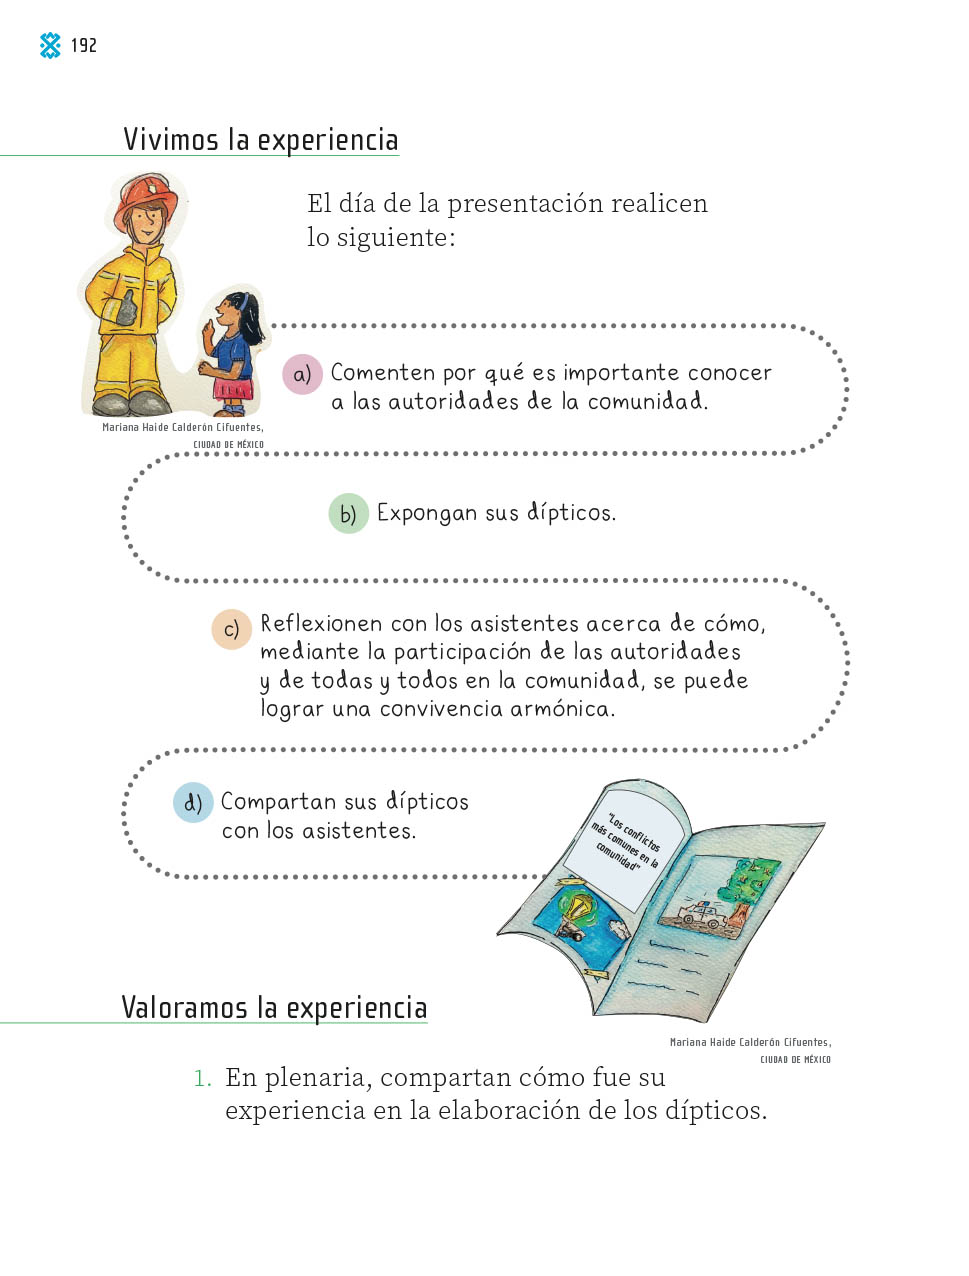 192
Vivimos la experiencia
El día de la presentación realicen
lo siguiente:
a) Comenten por qué es importante conocer
a las autoridades de la comunidad.
Mariana Haide Calderón Cifuentes,
CIUDAD DE MÉXICO
b) Expongan sus dípticos.
c) Reflexionen con los asistentes acerca de cómo,
mediante la participación de las autoridades
y de todas y todos en la comunidad, se puede
lograr una convivencia armónica.
d) Compartan sus dípticos
con los asistentes.
"Los conflictos
más comunes en la
comunidad"
Valoramos la experiencia
Mariana Haide Calderón Cifuentes,
CIUDAD DE MÉXICO
1. En plenaria, compartan cómo fue su
experiencia en la elaboración de los dípticos.